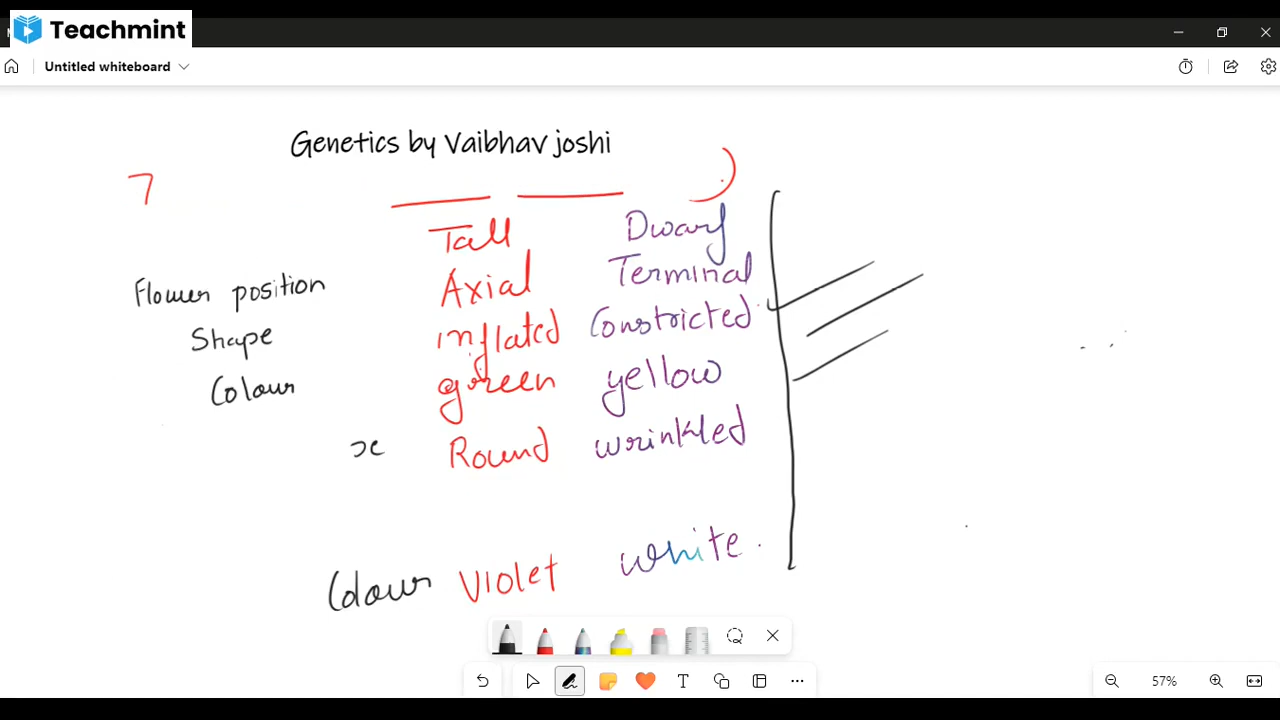 Teachmint
Untitled whiteboard
Genetics by Vaibhav joshi
7
Tall Dwarf
Flower position Axial Terminal
Shape inflated Constricted
Colour green yellow
Round wrinkled
Colour Violet white
57%